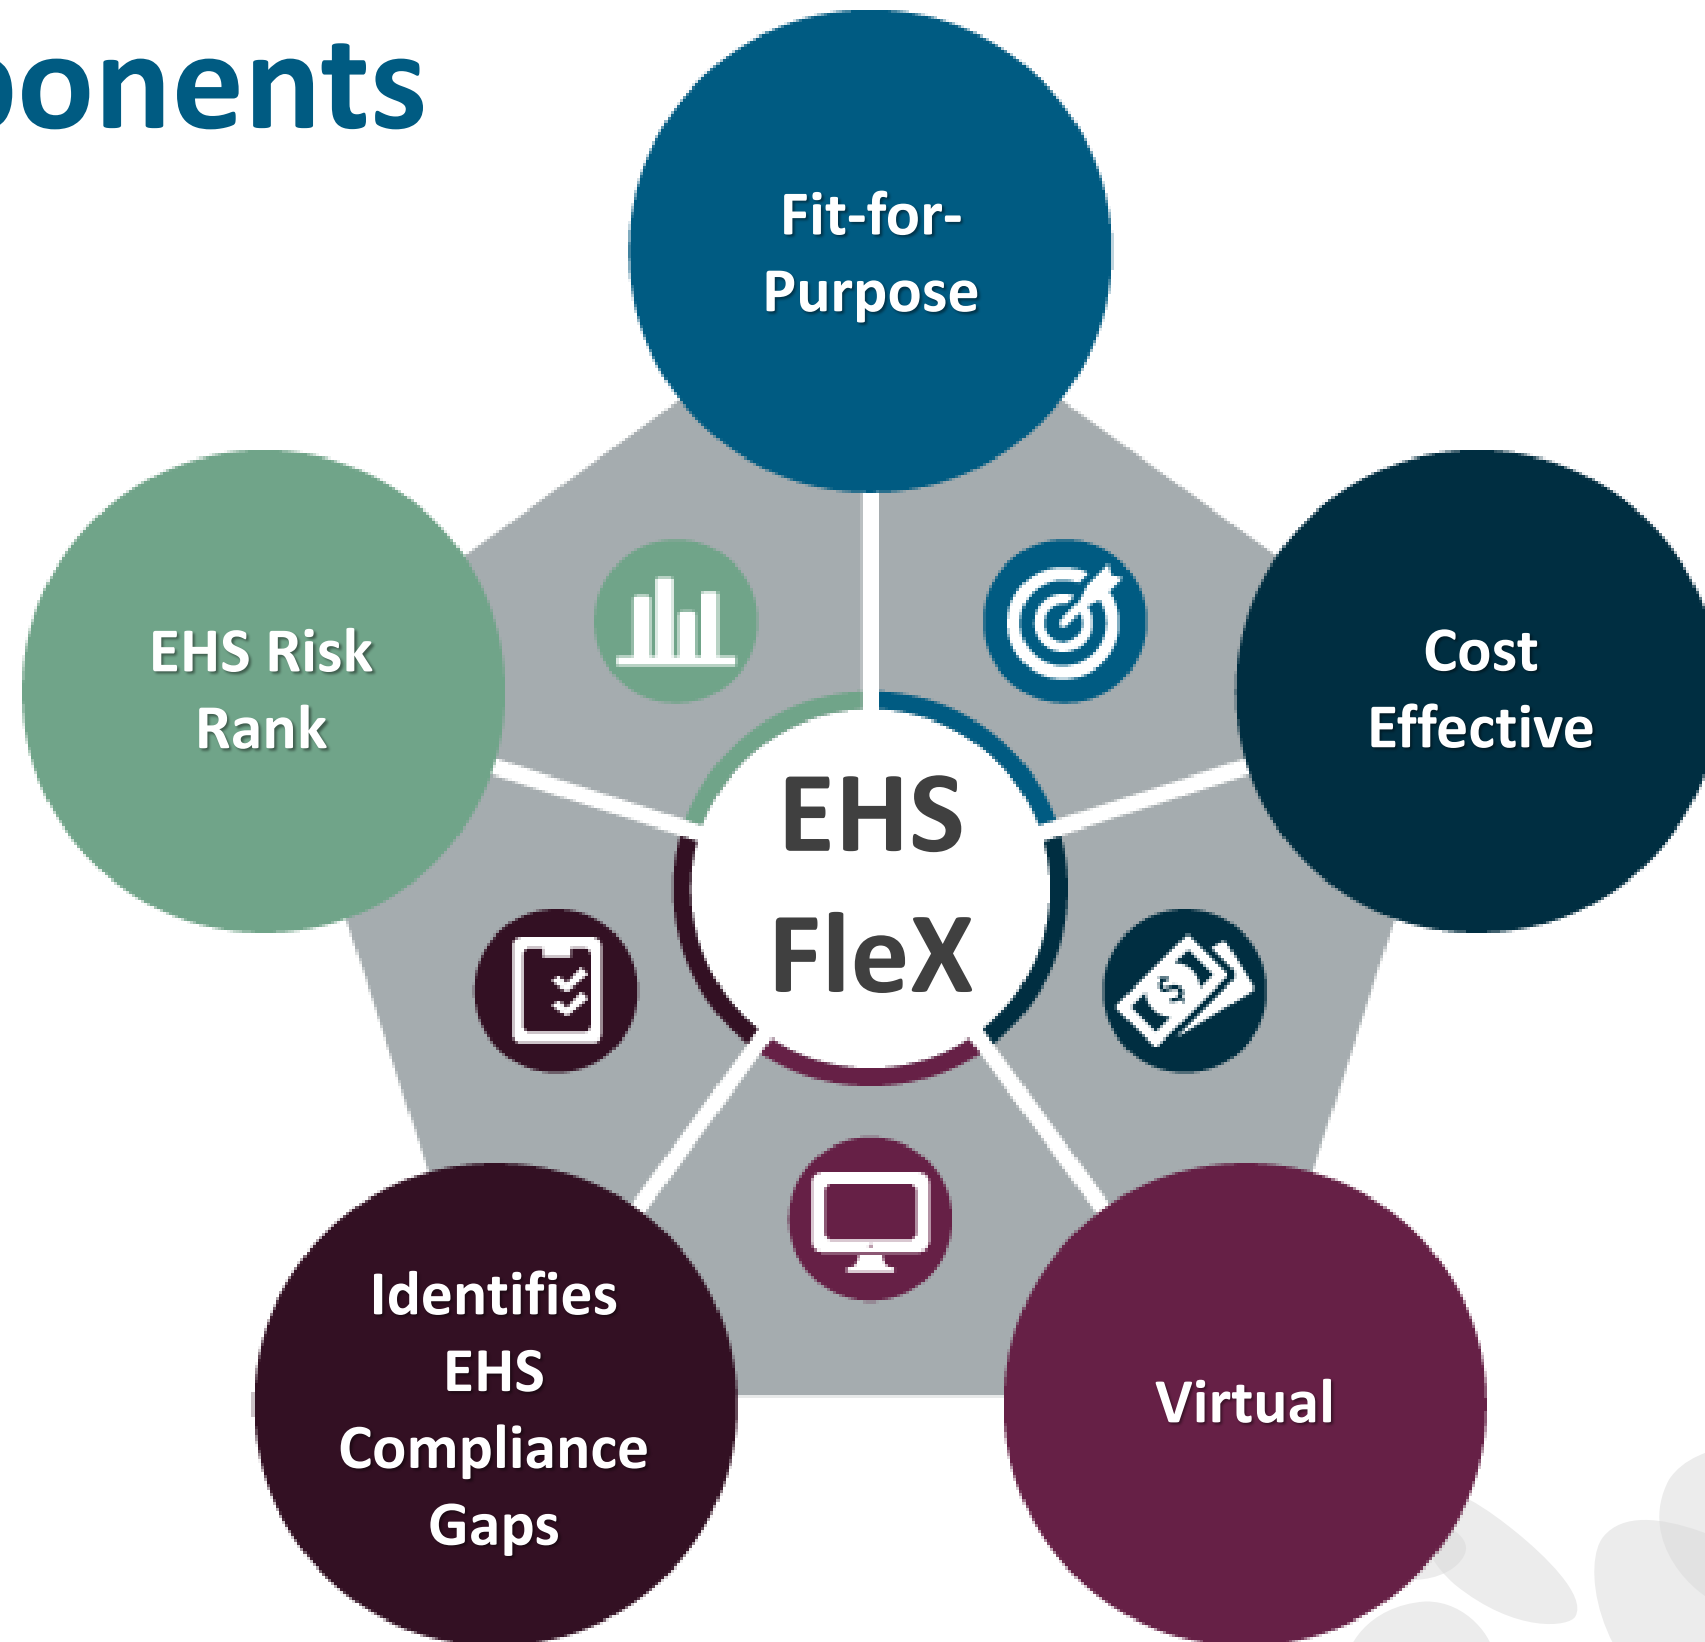 ponents
Fit-for-
Purpose
EHS Risk
Rank
Cost
Effective
EHS
FleX
$
Identifies
EHS
Compliance
Gaps
Virtual